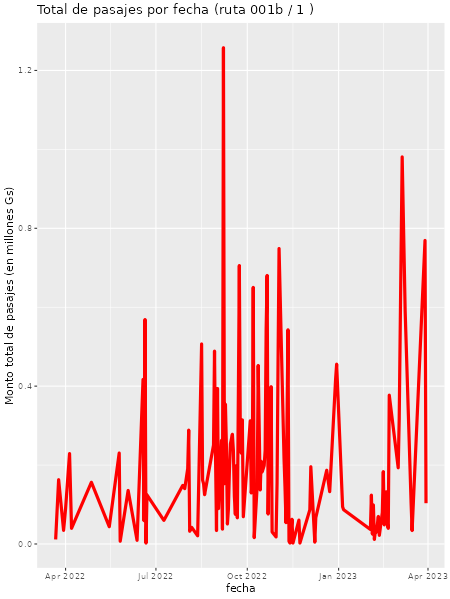 Total de pasajes por fecha (ruta 001b / 1 )
Monto total de pasajes (en millones Gs)
1.2
0.8
0.4
0.0
Apr 2022
Jul 2022
Oct 2022
Jan 2023
Apr 2023
fecha